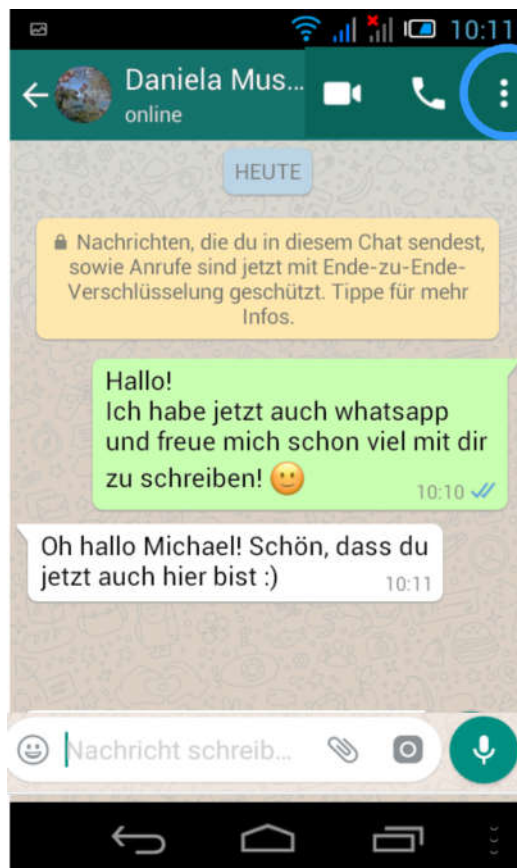 10:11
Daniela Mus...
online
HEUTE
Nachrichten, die du in diesem Chat sendest,
sowie Anrufe sind jetzt mit Ende-zu-Ende-
Verschlüsselung geschützt. Tippe für mehr
Infos.
Hallo!
Ich habe jetzt auch whatsapp
und freue mich schon viel mit dir
zu schreiben! 🙂
10:10
Oh hallo Michael! Schön, dass du
jetzt auch hier bist :)
10:11
Nachricht schreib...